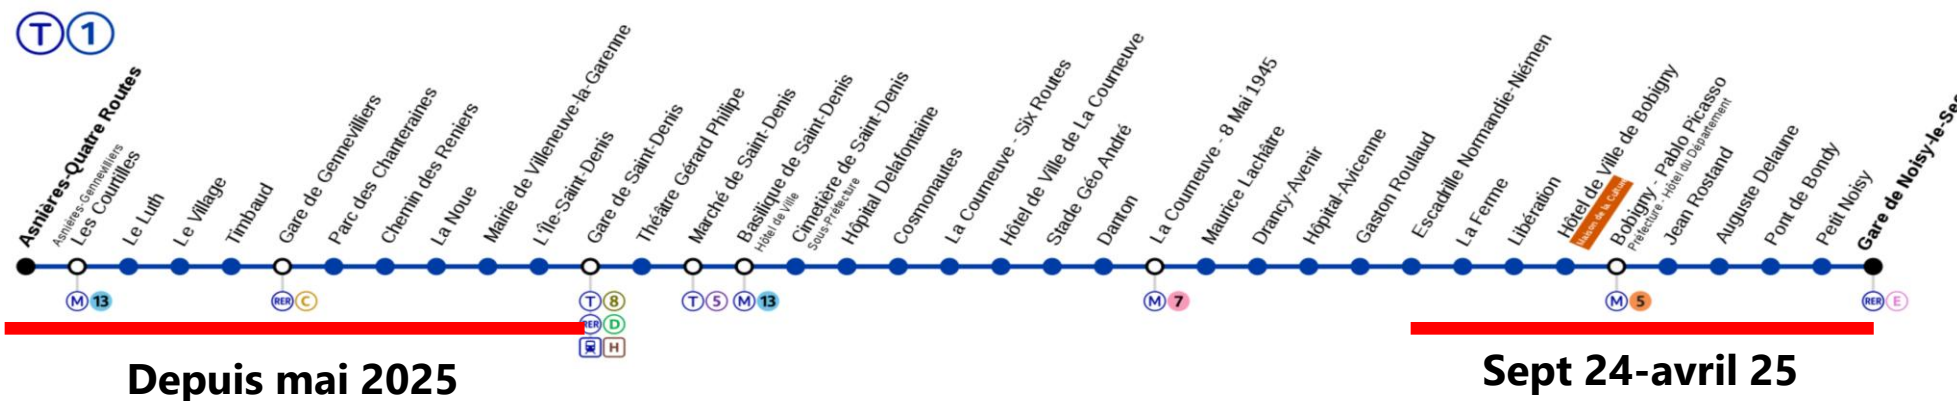 T 1
Asnières-Quatre Routes
Asnières-Gennevilliers
Les Courtilles
Le Luth
Le Village
Timbaud
Gare de Gennevilliers
Parc des Chanteraines
Chemin des Reniers
La Noue
Mairie de Villeneuve-la-Garenne
L'Île-Saint-Denis
Gare de Saint-Denis
Théâtre Gérard Philipe
Marché de Saint-Denis
Basilique de Saint-Denis
Hôtel de Ville
Cimetière de Saint-Denis
Sous-Préfecture
Hôpital Delafontaine
Cosmonautes
La Courneuve - Six Routes
Hôtel de Ville de La Courneuve
Stade Géo André
Danton
La Courneuve - 8 Mai 1945
Maurice Lachâtre
Drancy-Avenir
Hôpital-Avicenne
Gaston Roulaud
Escadrille Normandie-Niémen
La Ferme
Libération
Hôtel de Ville de Bobigny
Maison de la Culture
Bobigny - Pablo Picasso
Préfecture - Hôtel du Département
Jean Rostand
Auguste Delaune
Pont de Bondy
Petit Noisy
Gare de Noisy-le-Sec
M 13
RER C
T 8
RER D
H
T 5
M 13
M 7
M 5
RER E
Depuis mai 2025
Sept 24-avril 25